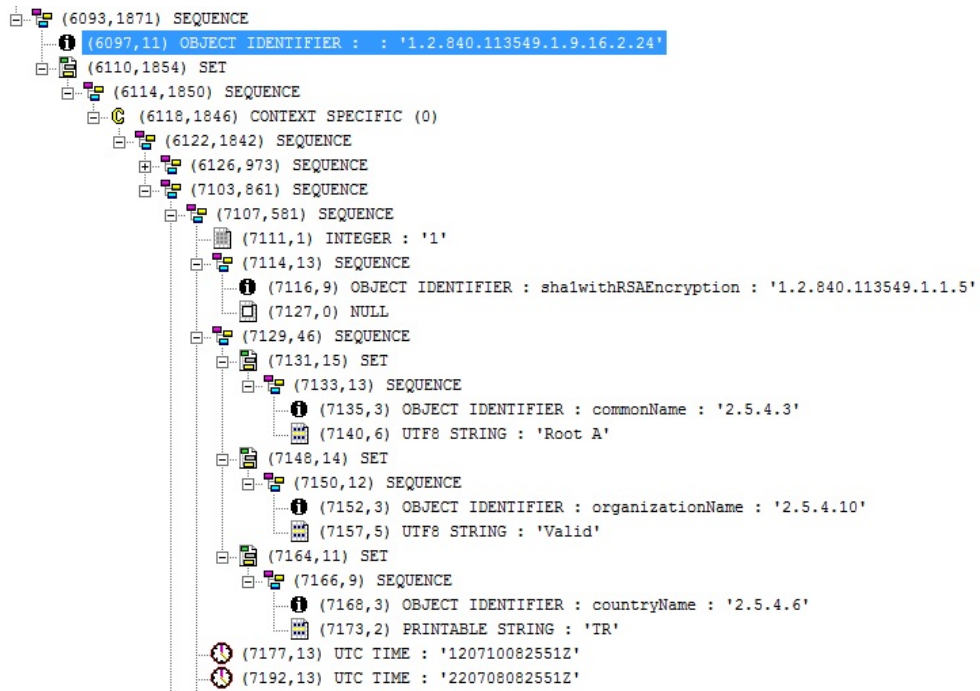 (6093,1871) SEQUENCE
(6097,11) OBJECT IDENTIFIER : : '1.2.840.113549.1.9.16.2.24'
(6110,1854) SET
(6114,1850) SEQUENCE
C (6118,1846) CONTEXT SPECIFIC (0)
(6122,1842) SEQUENCE
(6126,973) SEQUENCE
(7103,861) SEQUENCE
(7107,581) SEQUENCE
(7111,1) INTEGER : '1'
(7114,13) SEQUENCE
(7116,9) OBJECT IDENTIFIER : sha1withRSAEncryption : '1.2.840.113549.1.1.5'
(7127,0) NULL
(7129,46) SEQUENCE
(7131,15) SET
(7133,13) SEQUENCE
(7135,3) OBJECT IDENTIFIER : commonName : '2.5.4.3'
(7140,6) UTF8 STRING : 'Root A'
(7148,14) SET
(7150,12) SEQUENCE
(7152,3) OBJECT IDENTIFIER : organizationName : '2.5.4.10'
(7157,5) UTF8 STRING : 'Valid'
(7164,11) SET
(7166,9) SEQUENCE
(7168,3) OBJECT IDENTIFIER : countryName : '2.5.4.6'
(7173,2) PRINTABLE STRING : 'TR'
(7177,13) UTC TIME : '120710082551Z'
(7192,13) UTC TIME : '220708082551Z'